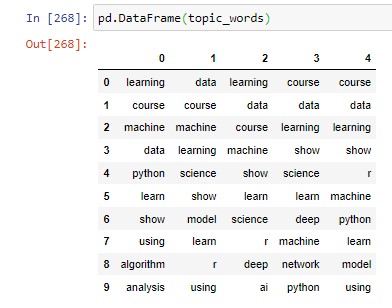 In [268]: pd.DataFrame(topic_words)
Out[268]:
0 1 2 3 4
0 learning data learning course course
1 course course data data data
2 machine machine course learning learning
3 data learning machine show show
4 python science show science r
5 learn show learn learn machine
6 show model science deep python
7 using learn r machine learn
8 algorithm r deep network model
9 analysis using ai python using